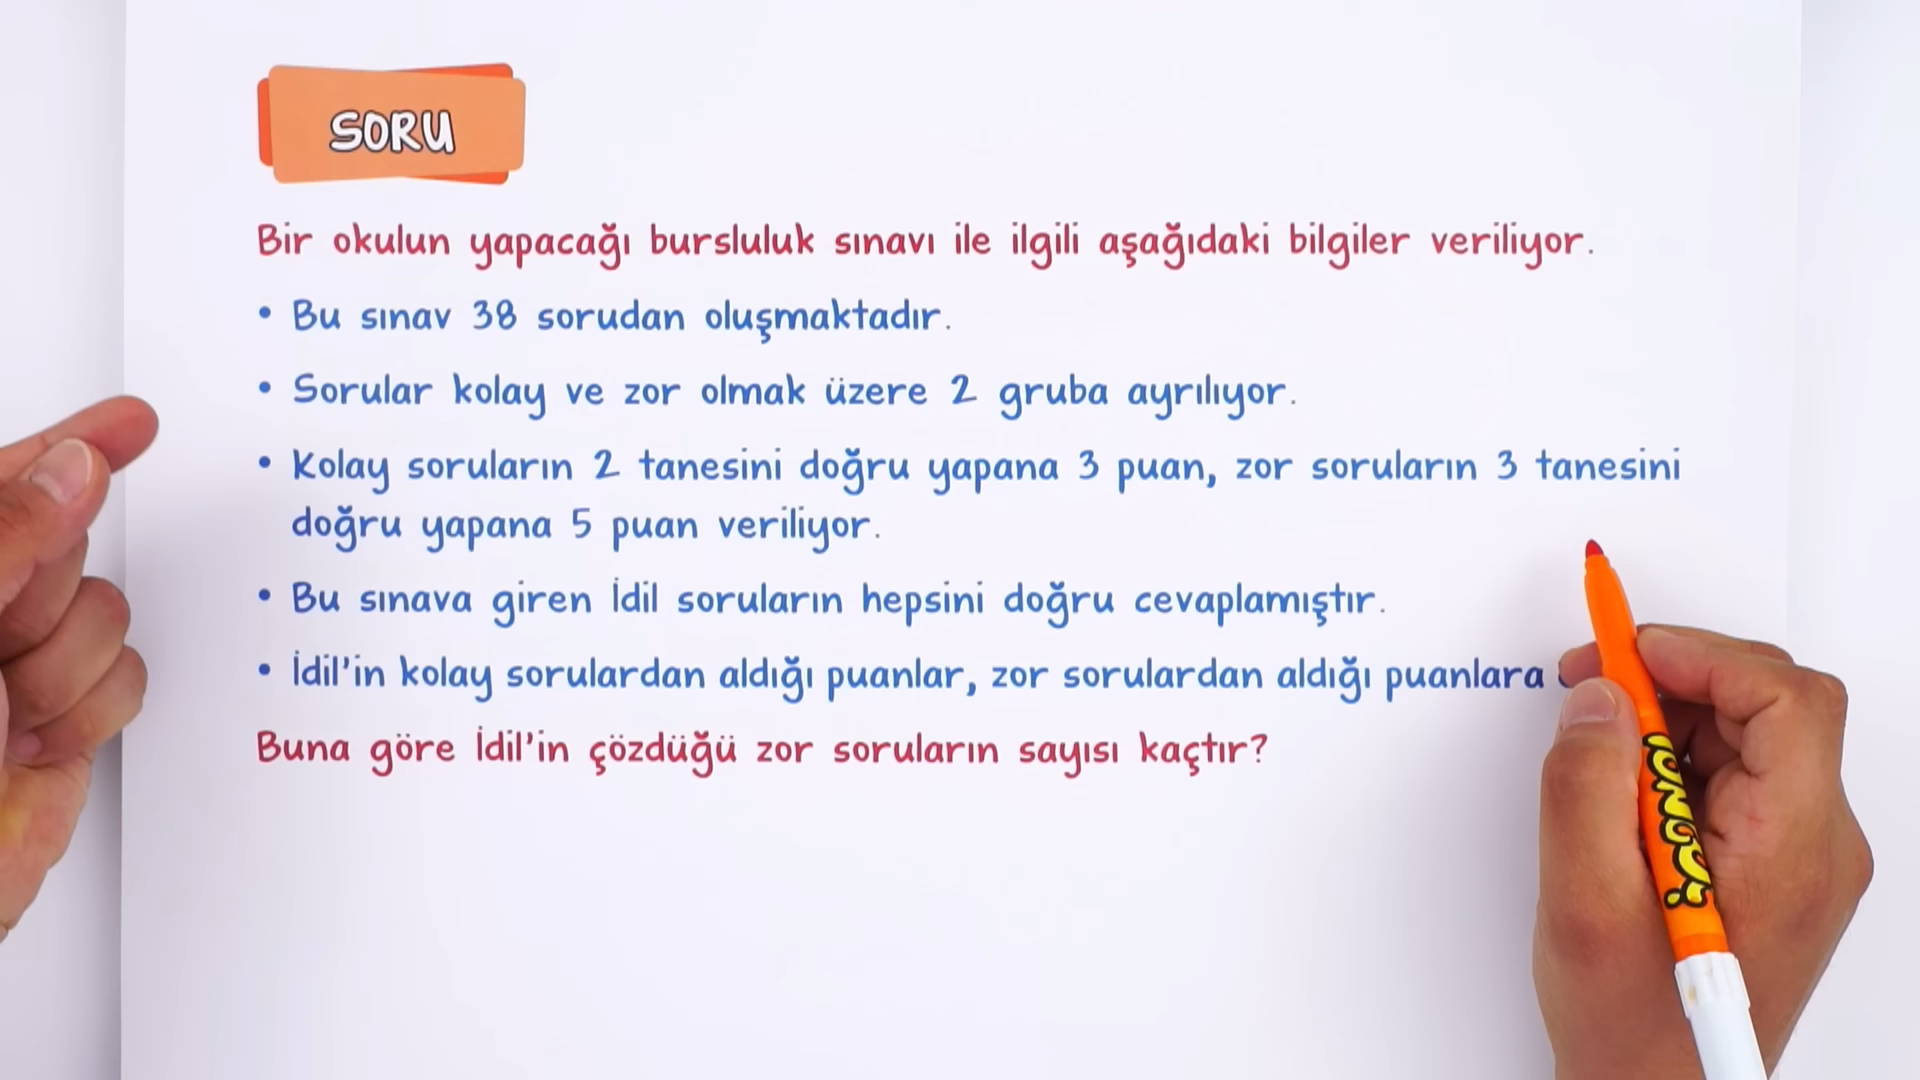 SORU
Bir okulun yapacağı bursluluk sınavı ile ilgili aşağıdaki bilgiler veriliyor.
• Bu sınav 38 sorudan oluşmaktadır.
• Sorular kolay ve zor olmak üzere 2 gruba ayrılıyor.
• Kolay soruların 2 tanesini doğru yapana 3 puan, zor soruların 3 tanesini
doğru yapana 5 puan veriliyor.
• Bu sınava giren İdil soruların hepsini doğru cevaplamıştır.
• İdil'in kolay sorulardan aldığı puanlar, zor sorulardan aldığı puanlara
Buna göre İdil'in çözdüğü zor soruların sayısı kaçtır?